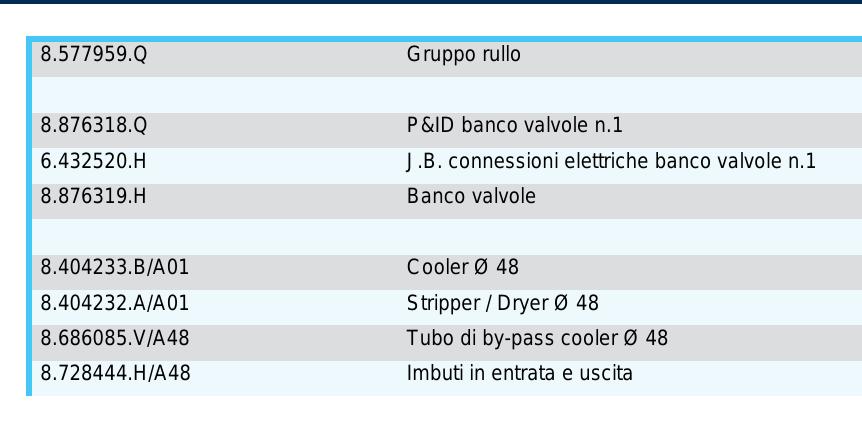 8.577959.Q Gruppo rullo
8.876318.Q P&ID banco valvole n.1
6.432520.H J.B. connessioni elettriche banco valvole n.1
8.876319.H Banco valvole
8.404233.B/A01 Cooler Ø 48
8.404232.A/A01 Stripper / Dryer Ø 48
8.686085.V/A48 Tubo di by-pass cooler Ø 48
8.728444.H/A48 Imbuti in entrata e uscita